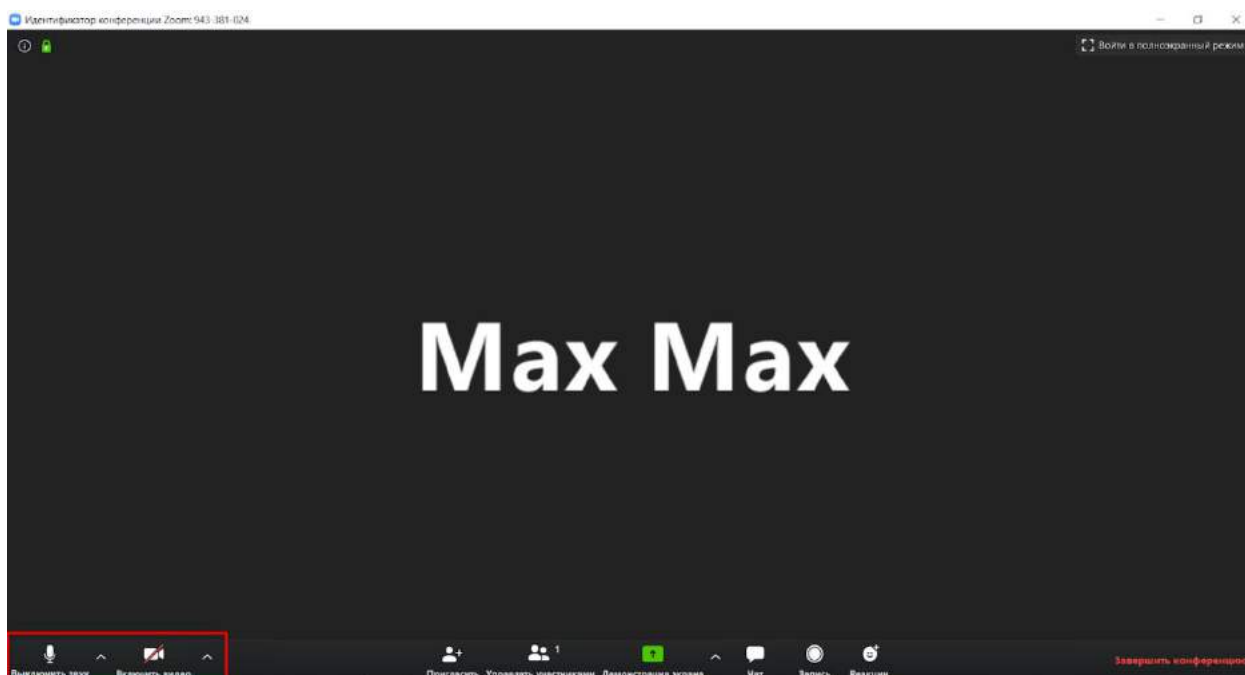 Идентификатор конференции Zoom: 943-381-024
Войти в полноэкранный режим
Max Max
1
Выключить звук Включить видео Пригласить Управлять участниками Демонстрация экрана Чат Запись Реакции Завершить конференцию